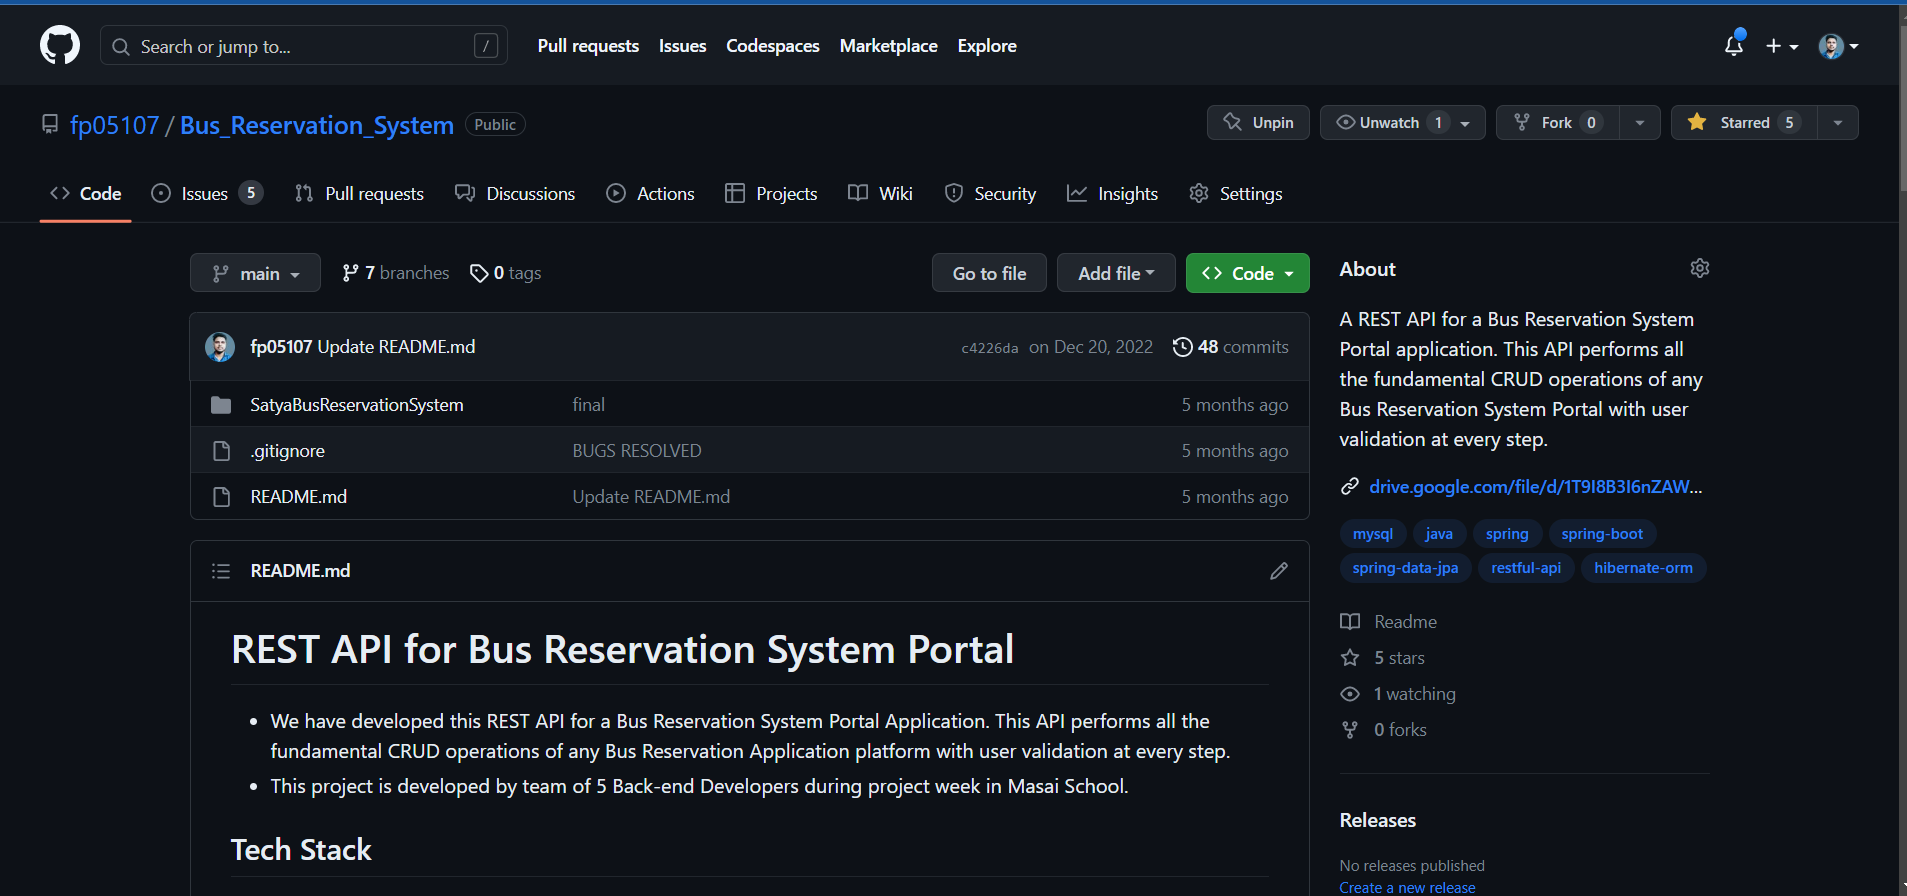 Search or jump to... /
Pull requests Issues Codespaces Marketplace Explore
fp05107 / Bus_Reservation_System Public
Unpin Unwatch 1 Fork 0 Starred 5
Code Issues 5 Pull requests Discussions Actions Projects Wiki Security Insights Settings
main 7 branches 0 tags
Go to file Add file Code
fp05107 Update README.md c4226da on Dec 20, 2022 48 commits
SatyaBusReservationSystem final 5 months ago
.gitignore BUGS RESOLVED 5 months ago
README.md Update README.md 5 months ago
README.md
REST API for Bus Reservation System Portal
We have developed this REST API for a Bus Reservation System Portal Application. This API performs all the
fundamental CRUD operations of any Bus Reservation Application platform with user validation at every step.
This project is developed by team of 5 Back-end Developers during project week in Masai School.
Tech Stack
About
A REST API for a Bus Reservation System
Portal application. This API performs all
the fundamental CRUD operations of any
Bus Reservation System Portal with user
validation at every step.
drive.google.com/file/d/1T9I8B3I6nZAW...
mysql java spring spring-boot
spring-data-jpa restful-api hibernate-orm
Readme
5 stars
1 watching
0 forks
Releases
No releases published
Create a new release